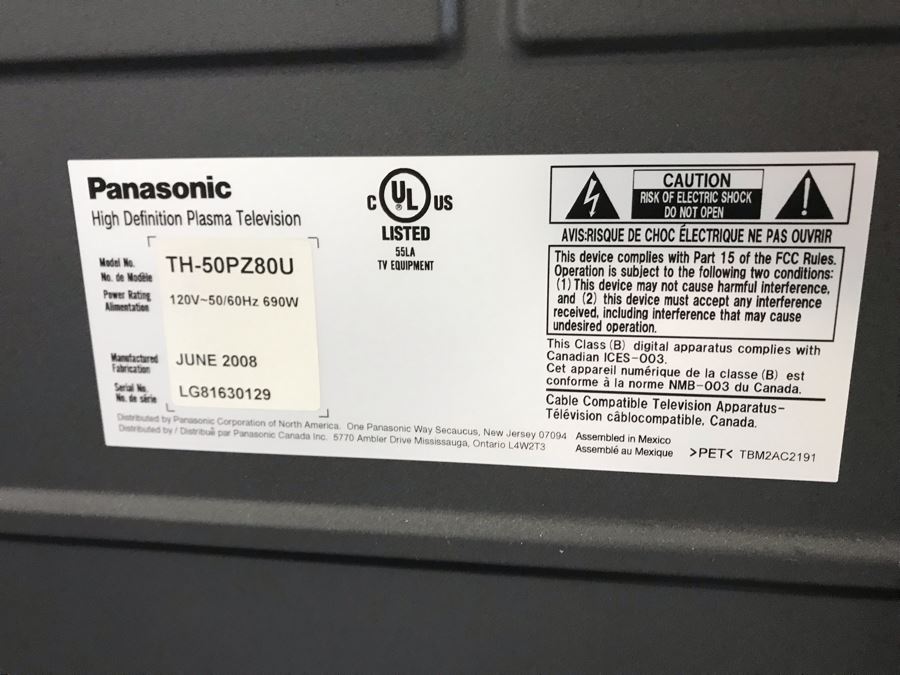 Panasonic
High Definition Plasma Television
Model No.
No. de Modèle
TH-50PZ80U
Power Rating
Alimentation
120V~50/60Hz 690W
Manufactured
Fabrication
JUNE 2008
Serial No.
No. de série
LG81630129
C UL US
®
LISTED
55LA
TV EQUIPMENT
CAUTION
RISK OF ELECTRIC SHOCK
DO NOT OPEN
AVIS:RISQUE DE CHOC ÉLECTRIQUE NE PAS OUVRIR
This device complies with Part 15 of the FCC Rules.
Operation is subject to the following two conditions:
(1) This device may not cause harmful interference,
and (2) this device must accept any interference
received, including interference that may cause
undesired operation.
This Class (B) digital apparatus complies with
Canadian ICES-003.
Cet appareil numérique de la classe (B) est
conforme à la norme NMB-003 du Canada.
Cable Compatible Television Apparatus-
Télévision câblocompatible, Canada.
Distributed by Panasonic Corporation of North America. One Panasonic Way Secaucus, New Jersey 07094
Distributed by / Distribué par Panasonic Canada Inc. 5770 Ambler Drive Mississauga, Ontario L4W2T3
Assembled in Mexico
Assemblé au Mexique
>PET< TBM2AC2191